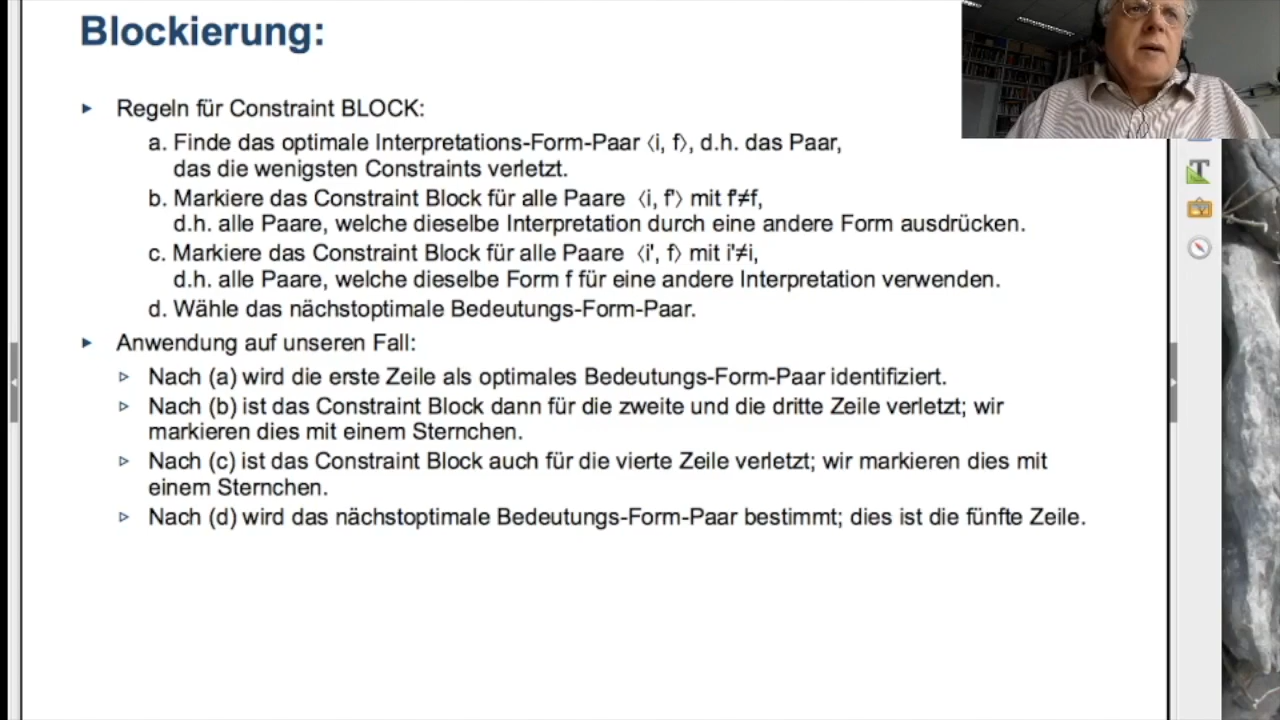 Blockierung:
Regeln für Constraint BLOCK:
a. Finde das optimale Interpretations-Form-Paar ⟨i, f⟩, d.h. das Paar,
das die wenigsten Constraints verletzt.
b. Markiere das Constraint Block für alle Paare ⟨i, f'⟩ mit f'≠f,
d.h. alle Paare, welche dieselbe Interpretation durch eine andere Form ausdrücken.
c. Markiere das Constraint Block für alle Paare ⟨i', f⟩ mit i'≠i,
d.h. alle Paare, welche dieselbe Form f für eine andere Interpretation verwenden.
d. Wähle das nächstoptimale Bedeutungs-Form-Paar.
Anwendung auf unseren Fall:
Nach (a) wird die erste Zeile als optimales Bedeutungs-Form-Paar identifiziert.
Nach (b) ist das Constraint Block dann für die zweite und die dritte Zeile verletzt; wir
markieren dies mit einem Sternchen.
Nach (c) ist das Constraint Block auch für die vierte Zeile verletzt; wir markieren dies mit
einem Sternchen.
Nach (d) wird das nächstoptimale Bedeutungs-Form-Paar bestimmt; dies ist die fünfte Zeile.